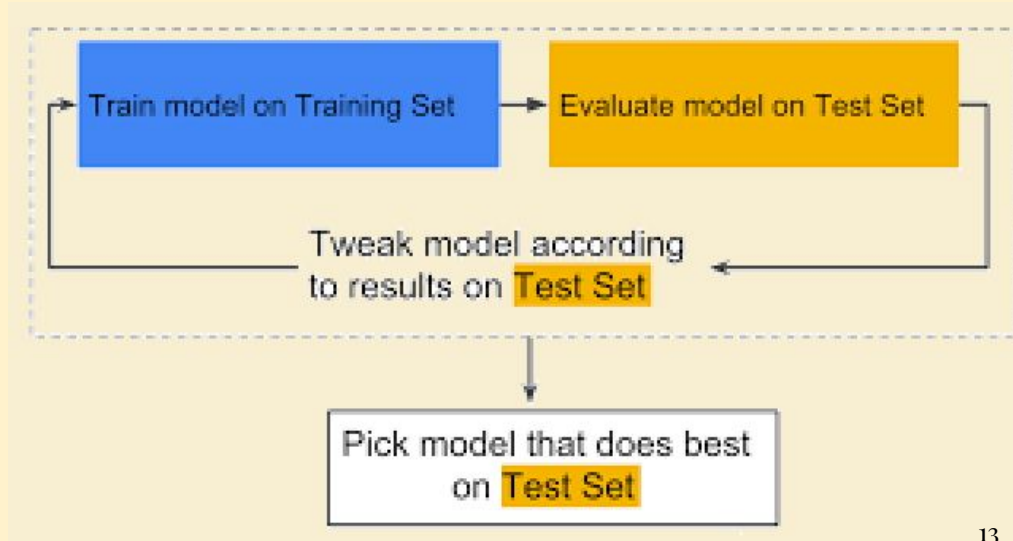 Train model on Training Set
Evaluate model on Test Set
Tweak model according
to results on Test Set
Pick model that does best
on Test Set
13